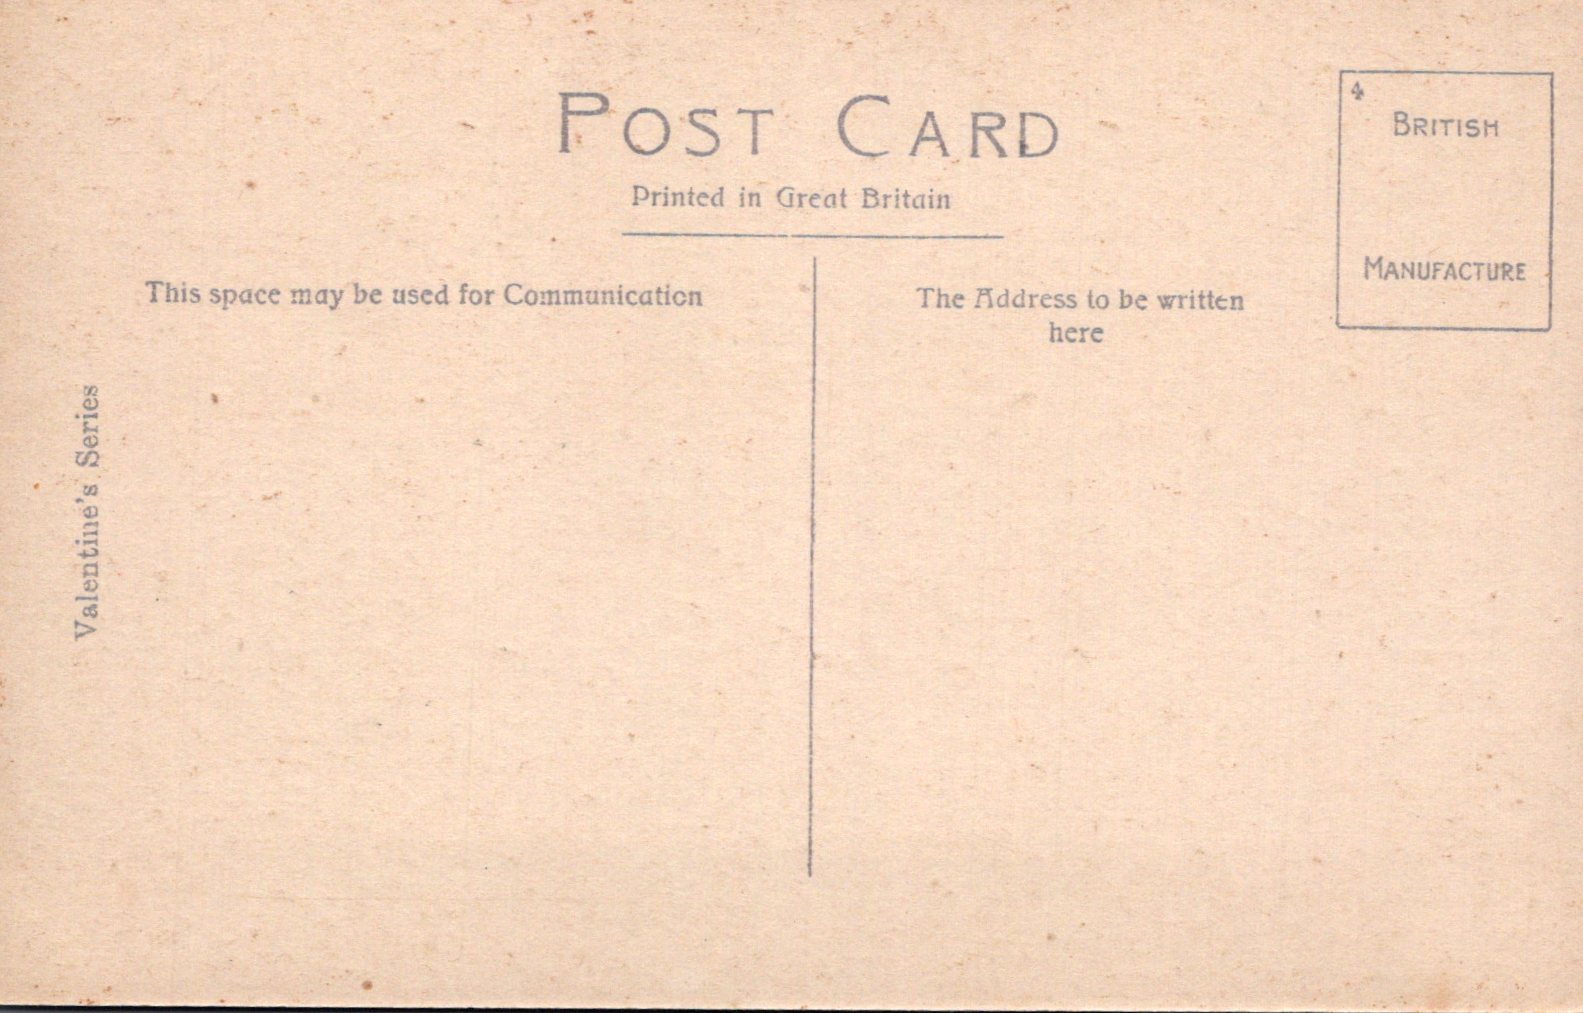 POST CARD
Printed in Great Britain
4
BRITISH
MANUFACTURE
This space may be used for Communication
The Address to be written
here
Valentine's Series